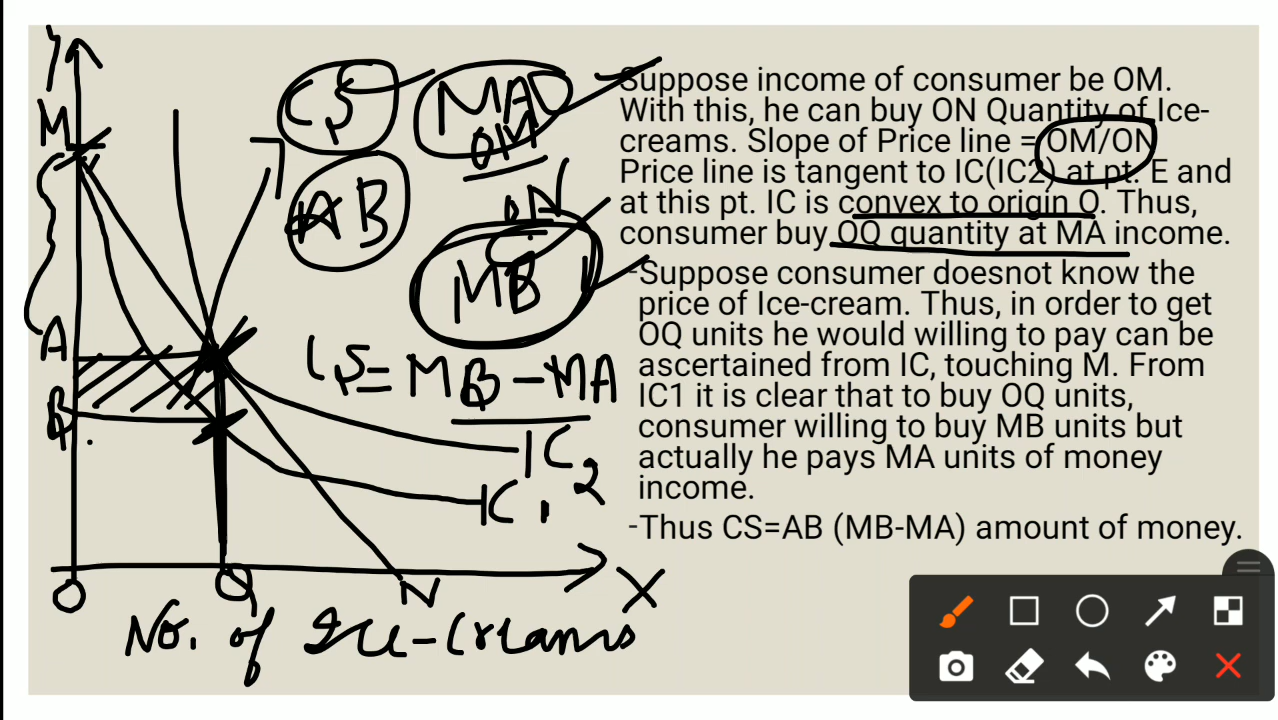 Y
M
CS
MA
OM
ON
AB
MB
CS = MB - MA
A
B
IC2
IC1
O
Q
N
X
No. of Ice-Creams
Suppose income of consumer be OM.
With this, he can buy ON Quantity of Ice-
creams. Slope of Price line = OM/ON
Price line is tangent to IC(IC2) at pt. E and
at this pt. IC is convex to origin O. Thus,
consumer buy OQ quantity at MA income.
-Suppose consumer doesnot know the
price of Ice-cream. Thus, in order to get
OQ units he would willing to pay can be
ascertained from IC, touching M. From
IC1 it is clear that to buy OQ units,
consumer willing to buy MB units but
actually he pays MA units of money
income.
-Thus CS=AB (MB-MA) amount of money.